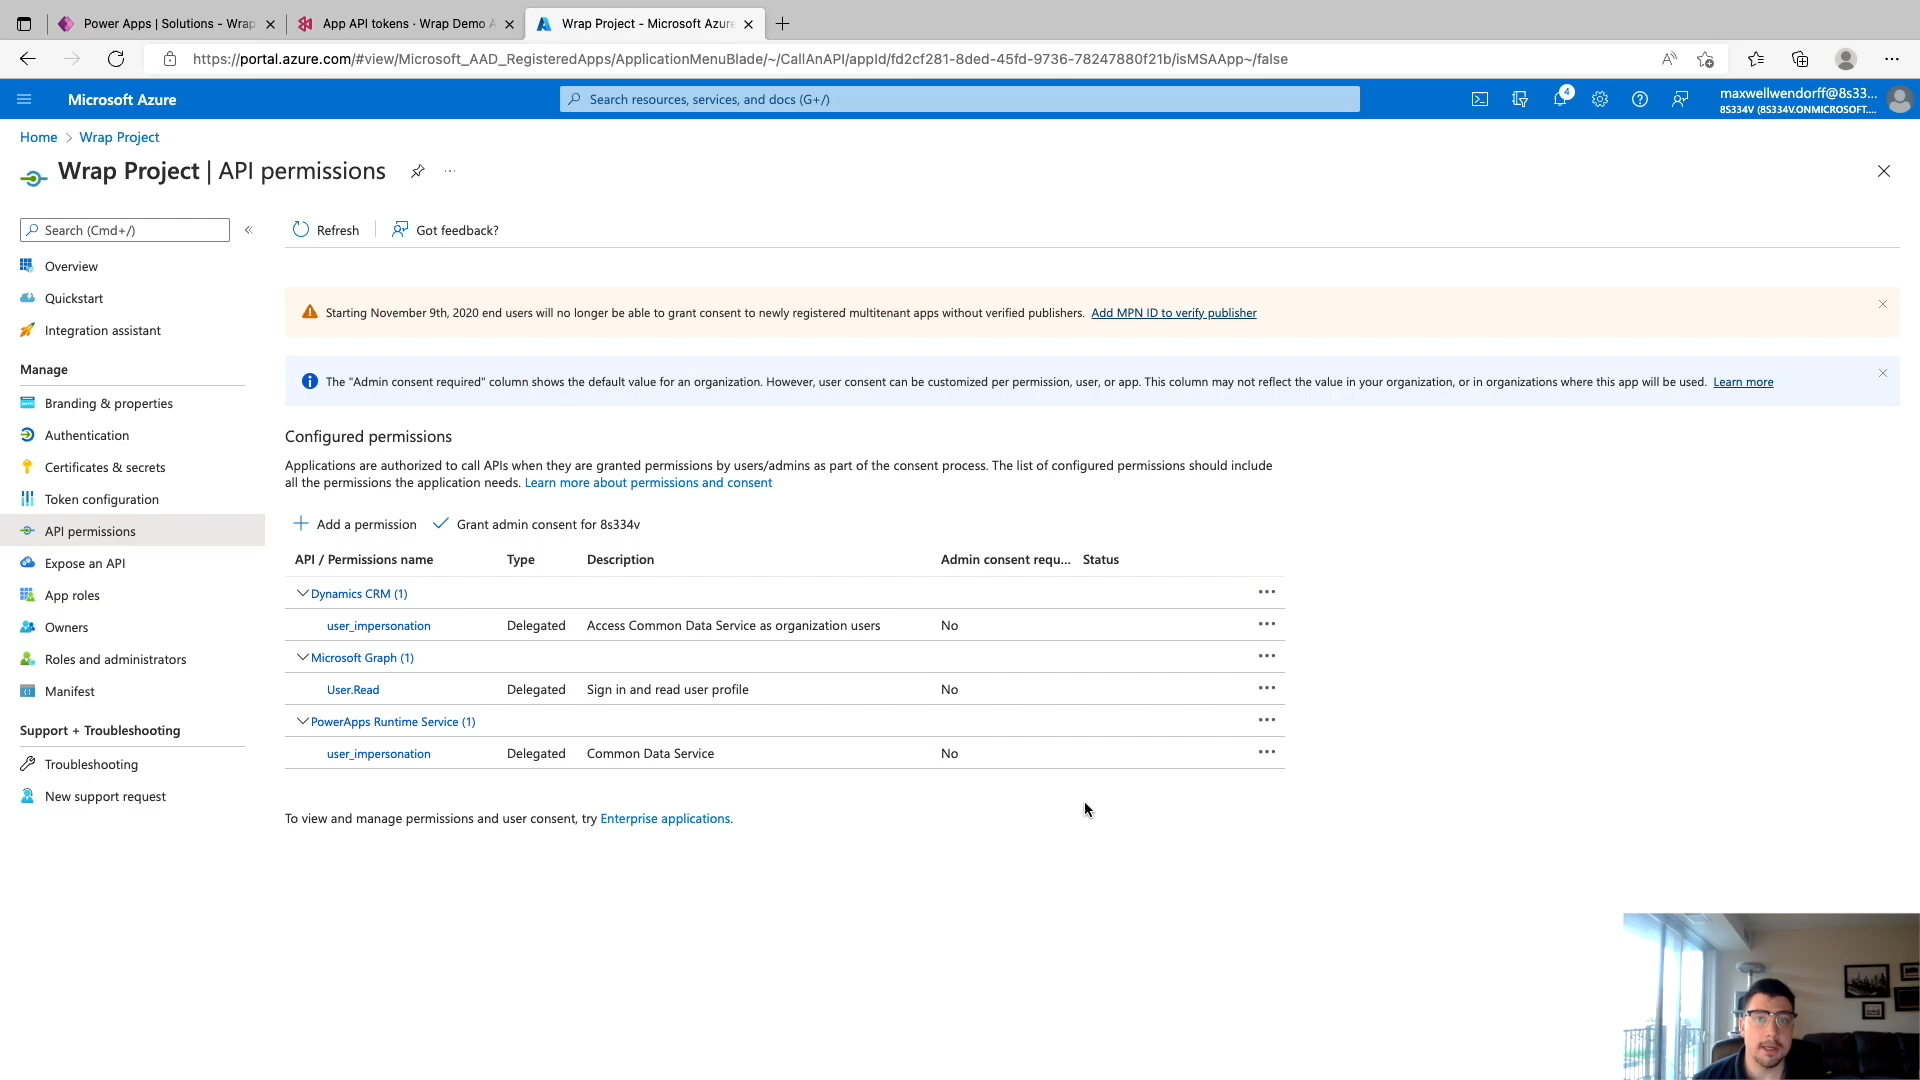 Power Apps | Solutions - Wrap
App API tokens · Wrap Demo A
Wrap Project - Microsoft Azure
https://portal.azure.com/#view/Microsoft_AAD_RegisteredApps/ApplicationMenuBlade/~/CallAnAPI/appId/fd2cf281-8ded-45fd-9736-78247880f21b/isMSAApp~/false
Microsoft Azure
Search resources, services, and docs (G+/)
4
maxwellwendorff@8s33...
8S334V (8S334V.ONMICROSOFT....
Home > Wrap Project
Wrap Project | API permissions
Search (Cmd+/)
Refresh
Got feedback?
Overview
Quickstart
Integration assistant
Manage
Branding & properties
Authentication
Certificates & secrets
Token configuration
API permissions
Expose an API
App roles
Owners
Roles and administrators
Manifest
Support + Troubleshooting
Troubleshooting
New support request
Starting November 9th, 2020 end users will no longer be able to grant consent to newly registered multitenant apps without verified publishers. Add MPN ID to verify publisher
The "Admin consent required" column shows the default value for an organization. However, user consent can be customized per permission, user, or app. This column may not reflect the value in your organization, or in organizations where this app will be used. Learn more
Configured permissions
Applications are authorized to call APIs when they are granted permissions by users/admins as part of the consent process. The list of configured permissions should include
all the permissions the application needs. Learn more about permissions and consent
Add a permission
Grant admin consent for 8s334v
API / Permissions name Type Description Admin consent requ... Status
Dynamics CRM (1)
user_impersonation Delegated Access Common Data Service as organization users No
Microsoft Graph (1)
User.Read Delegated Sign in and read user profile No
PowerApps Runtime Service (1)
user_impersonation Delegated Common Data Service No
To view and manage permissions and user consent, try Enterprise applications.